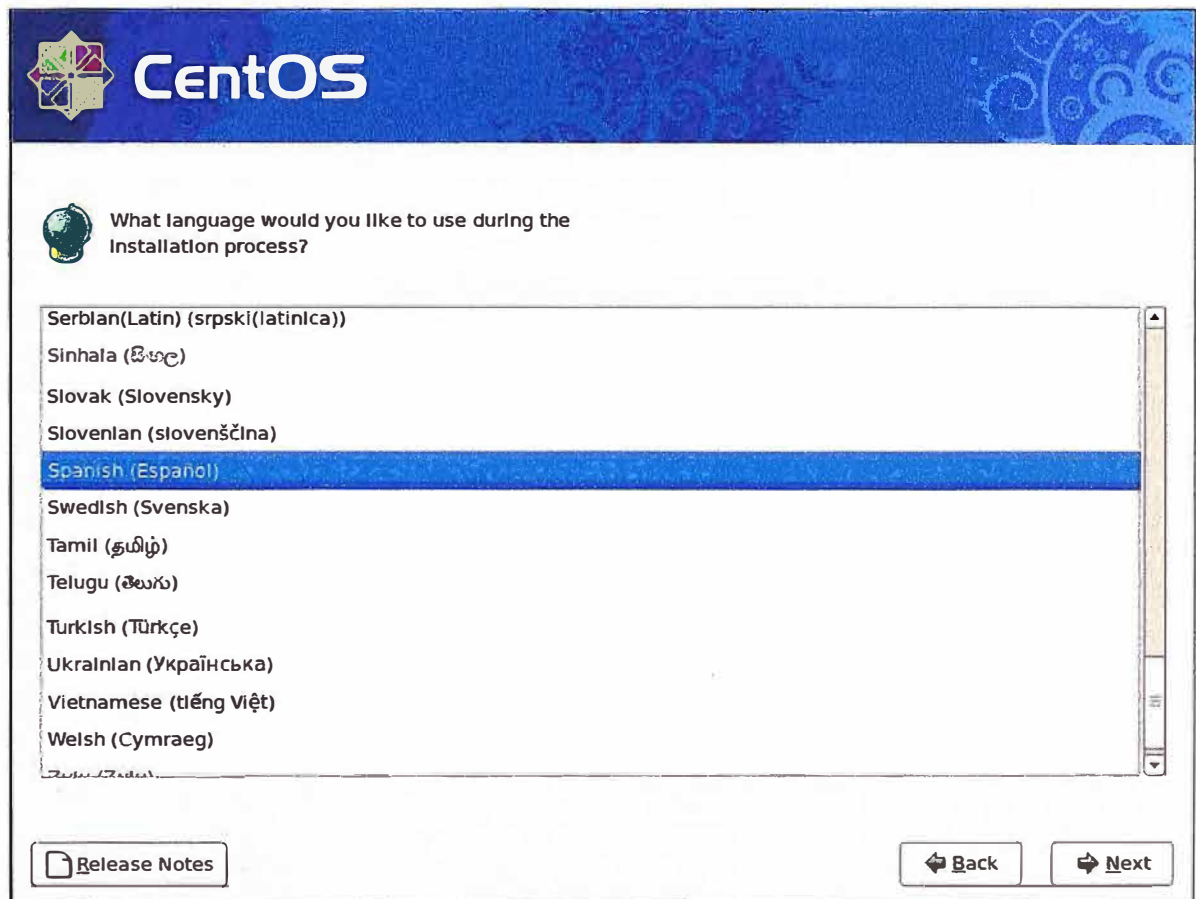 CentOS
What language would you like to use during the
installation process?
Serbian(Latin) (srpski(latinica))
Sinhala (සිංහල)
Slovak (Slovensky)
Slovenian (slovenščina)
Spanish (Español)
Swedish (Svenska)
Tamil (தமிழ்)
Telugu (తెలుగు)
Turkish (Türkçe)
Ukrainian (Українська)
Vietnamese (tiếng Việt)
Welsh (Cymraeg)
Release Notes
Back
Next